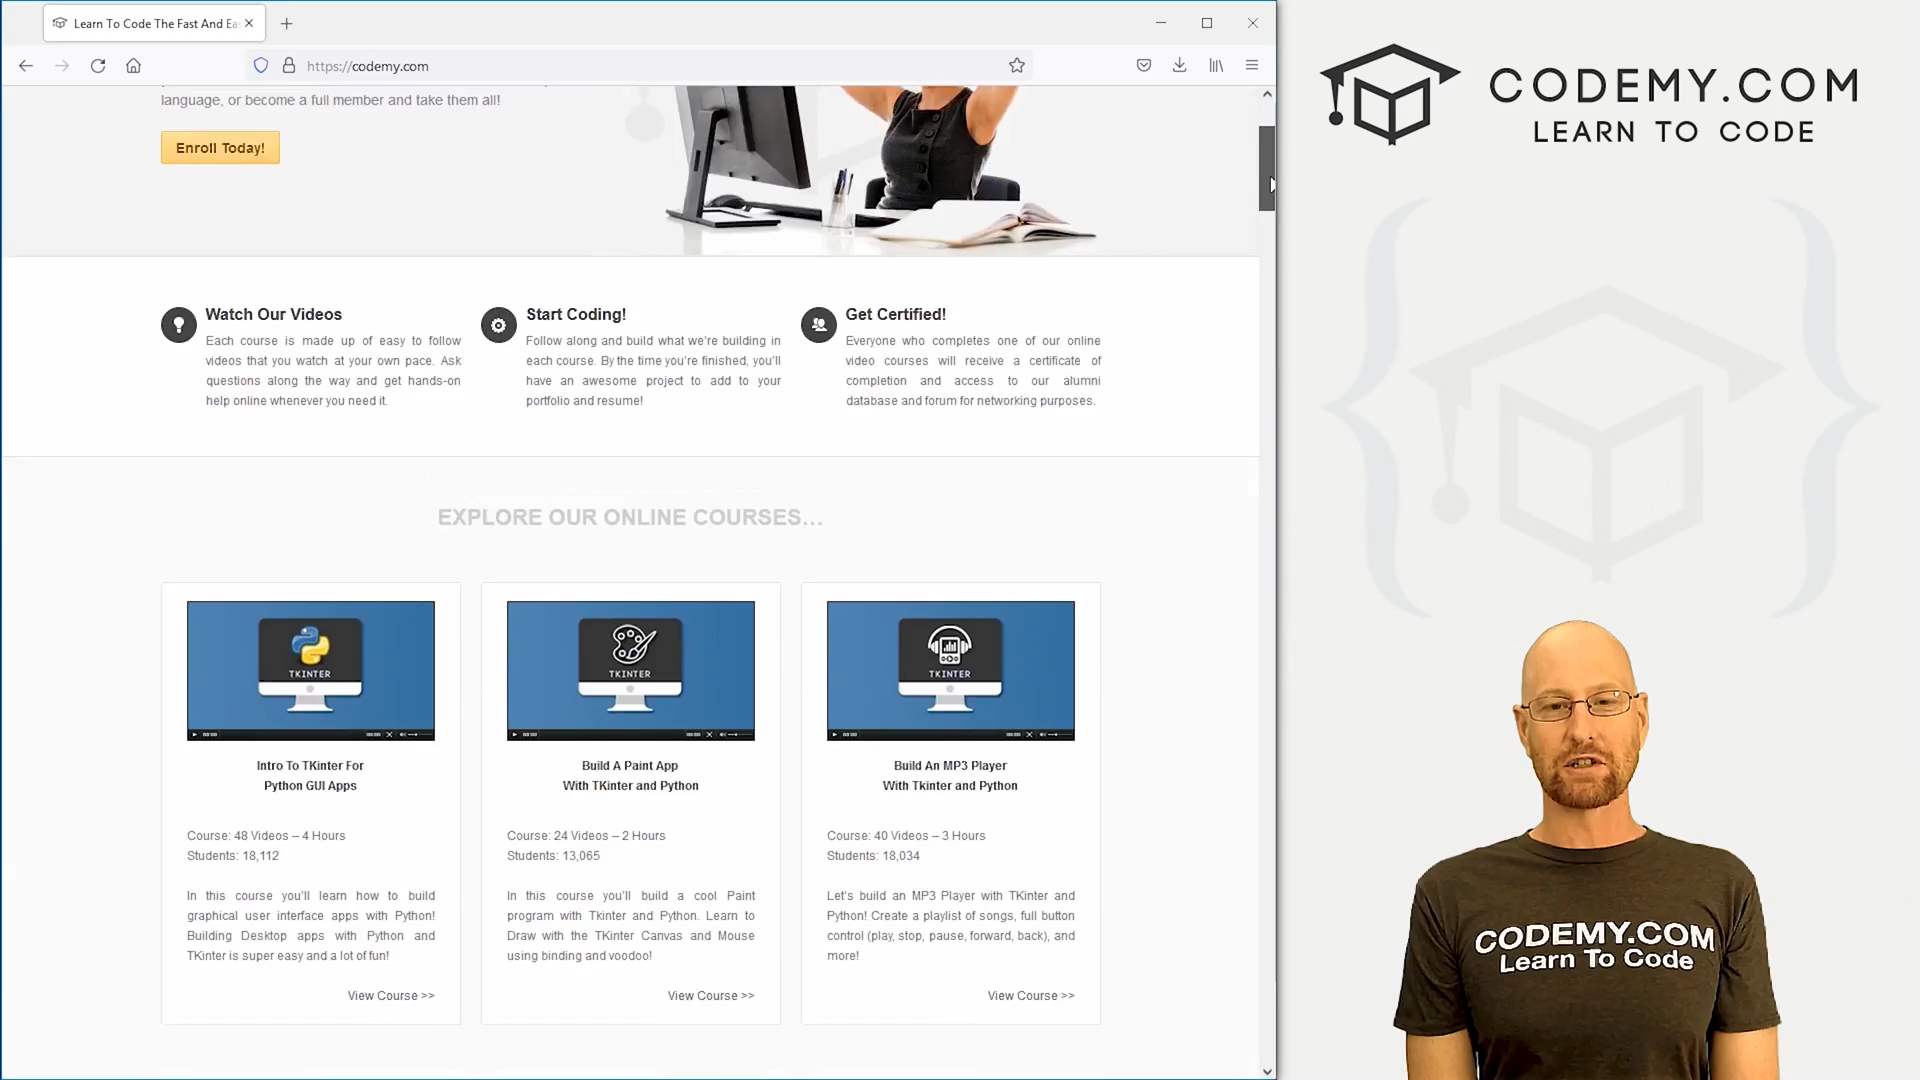 Learn To Code The Fast And Ea
https://codemy.com
language, or become a full member and take them all!
Enroll Today!
CODEMY.COM
LEARN TO CODE
Watch Our Videos
Each course is made up of easy to follow
videos that you watch at your own pace. Ask
questions along the way and get hands-on
help online whenever you need it.
Start Coding!
Follow along and build what we're building in
each course. By the time you're finished, you'll
have an awesome project to add to your
portfolio and resume!
Get Certified!
Everyone who completes one of our online
video courses will receive a certificate of
completion and access to our alumni
database and forum for networking purposes.
EXPLORE OUR ONLINE COURSES...
TKINTER
Intro To TKinter For
Python GUI Apps
Course: 48 Videos – 4 Hours
Students: 18,112
In this course you'll learn how to build
graphical user interface apps with Python!
Building Desktop apps with Python and
TKinter is super easy and a lot of fun!
View Course >>
TKINTER
Build A Paint App
With TKinter and Python
Course: 24 Videos – 2 Hours
Students: 13,065
In this course you'll build a cool Paint
program with Tkinter and Python. Learn to
Draw with the TKinter Canvas and Mouse
using binding and voodoo!
View Course >>
TKINTER
Build An MP3 Player
With Tkinter and Python
Course: 40 Videos – 3 Hours
Students: 18,034
Let's build an MP3 Player with TKinter and
Python! Create a playlist of songs, full button
control (play, stop, pause, forward, back), and
more!
View Course >>
CODEMY.COM
Learn To Code